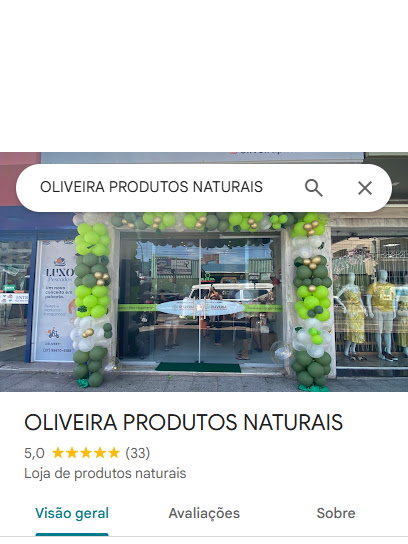 OLIVEIRA PRODUTOS NATURAIS
LUXO
OLIVEIRA PRODUTOS NATURAIS
5,0 (33)
Loja de produtos naturais
Visão geral
Avaliações
Sobre